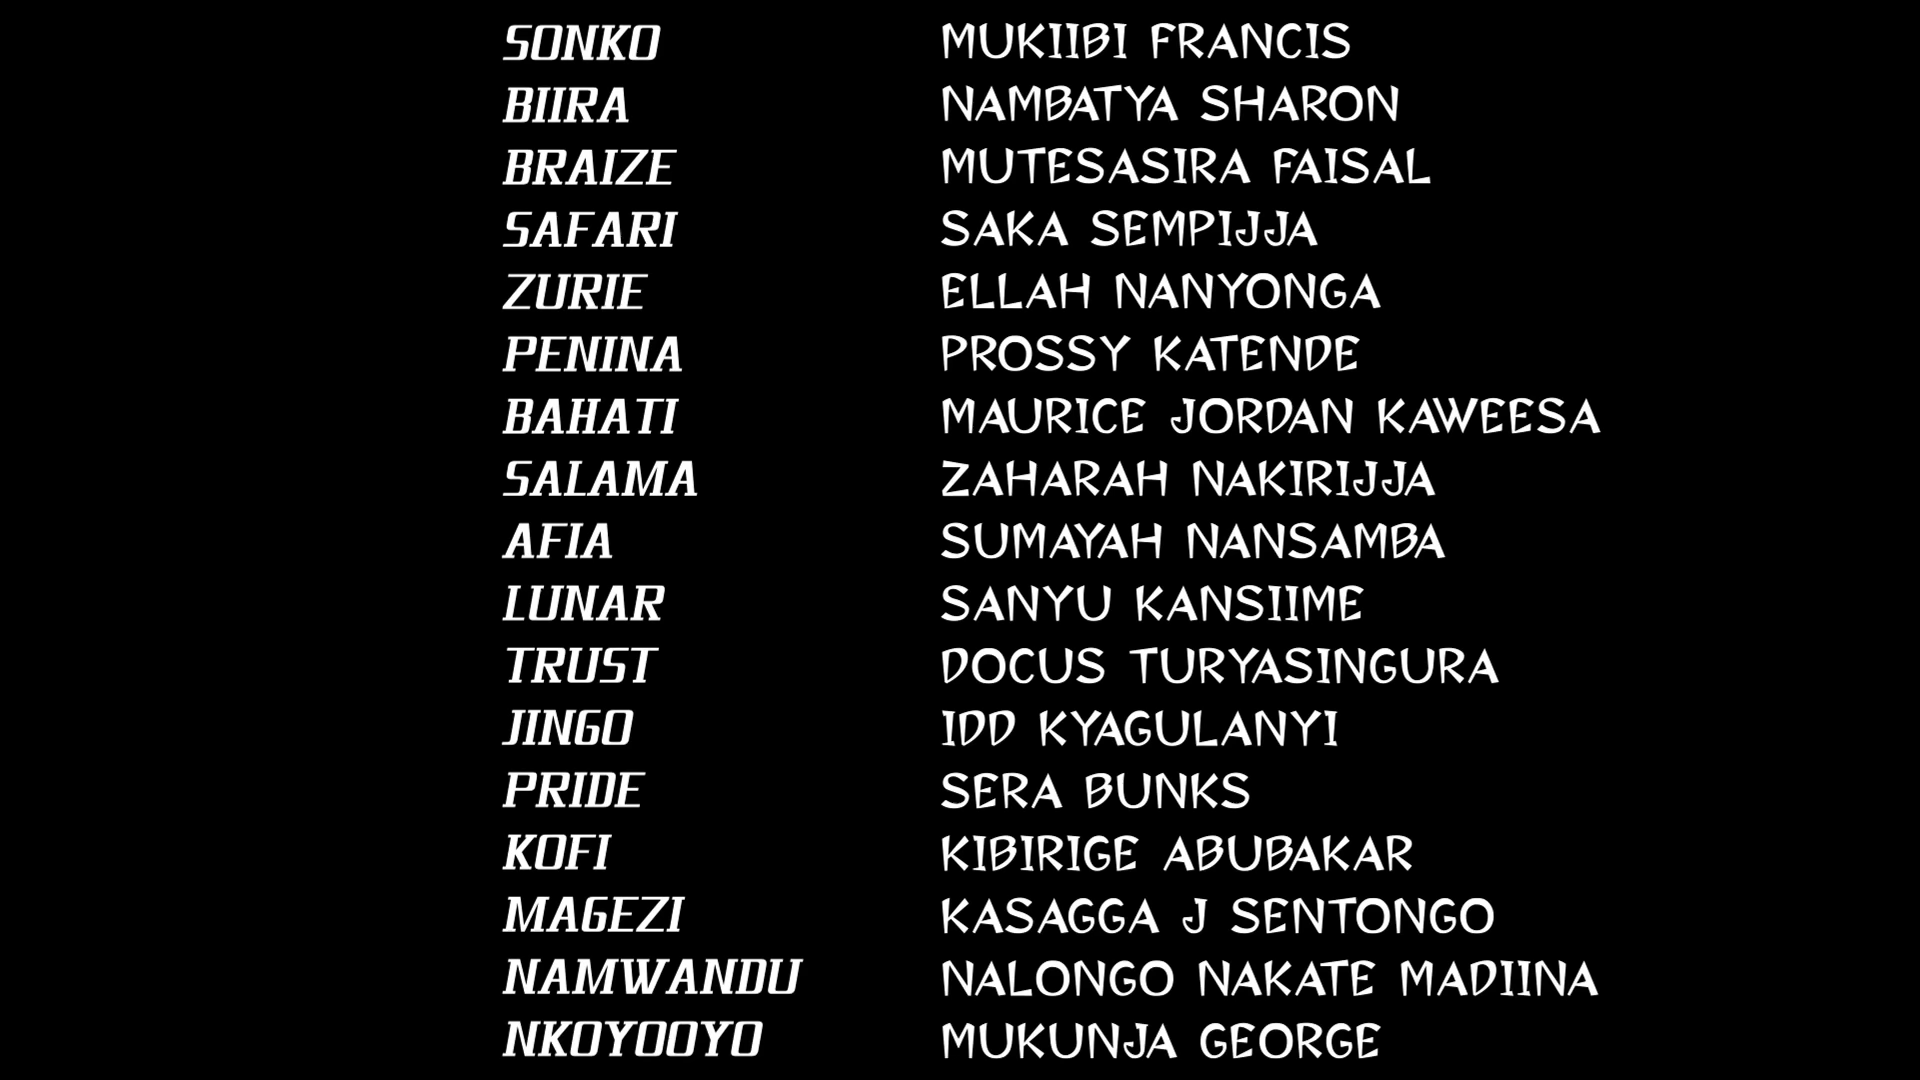 SONKO MUKIIBI FRANCIS
BIIRA NAMBATYA SHARON
BRAIZE MUTESASIRA FAISAL
SAFARI SAKA SEMPIJJA
ZURIE ELLAH NANYONGA
PENINA PROSSY KATENDE
BAHATI MAURICE JORDAN KAWEESA
SALAMA ZAHARAH NAKIRIJJA
AFIA SUMAYAH NANSAMBA
LUNAR SANYU KANSIIME
TRUST DOCUS TURYASINGURA
JINGO IDD KYAGULANYI
PRIDE SERA BUNKS
KOFI KIBIRIGE ABUBAKAR
MAGEZI KASAGGA J SENTONGO
NAMWANDU NALONGO NAKATE MADIINA
NKOYOOYO MUKUNJA GEORGE